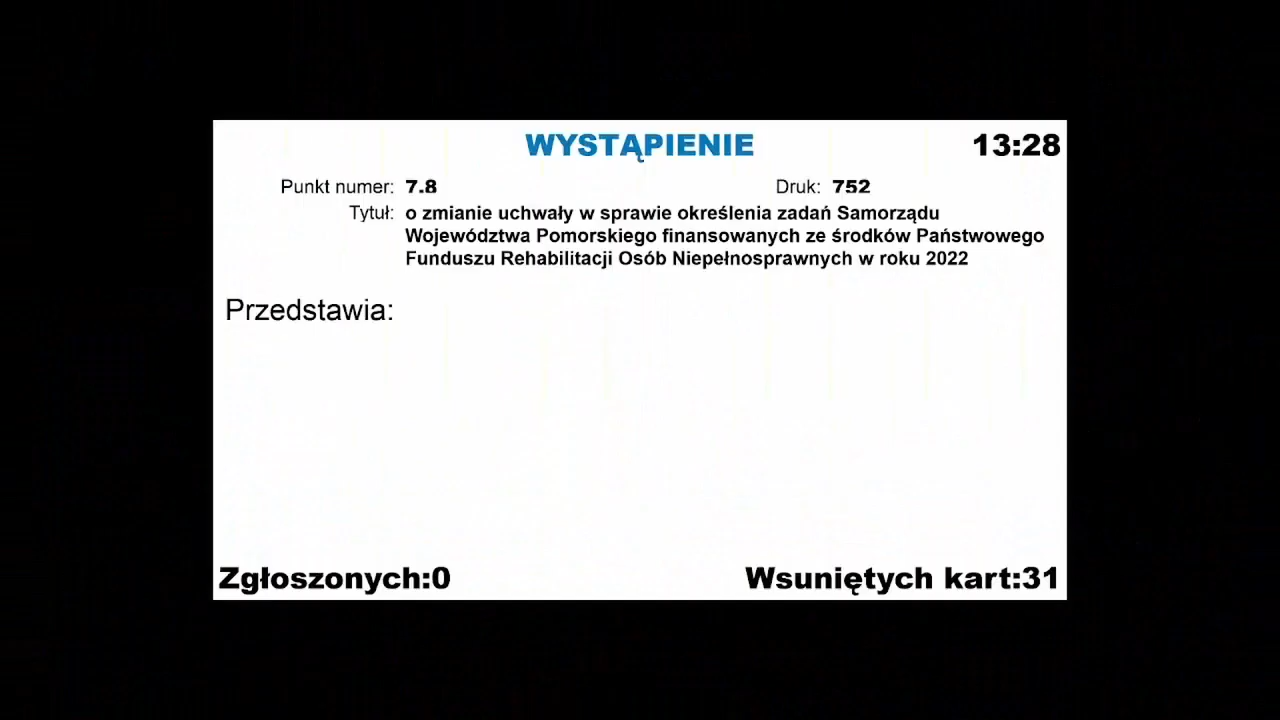 WYSTĄPIENIE 13:28
Punkt numer: 7.8 Druk: 752
Tytuł: o zmianie uchwały w sprawie określenia zadań Samorządu
Województwa Pomorskiego finansowanych ze środków Państwowego
Funduszu Rehabilitacji Osób Niepełnosprawnych w roku 2022
Przedstawia:
Zgłoszonych:0 Wsuniętych kart:31